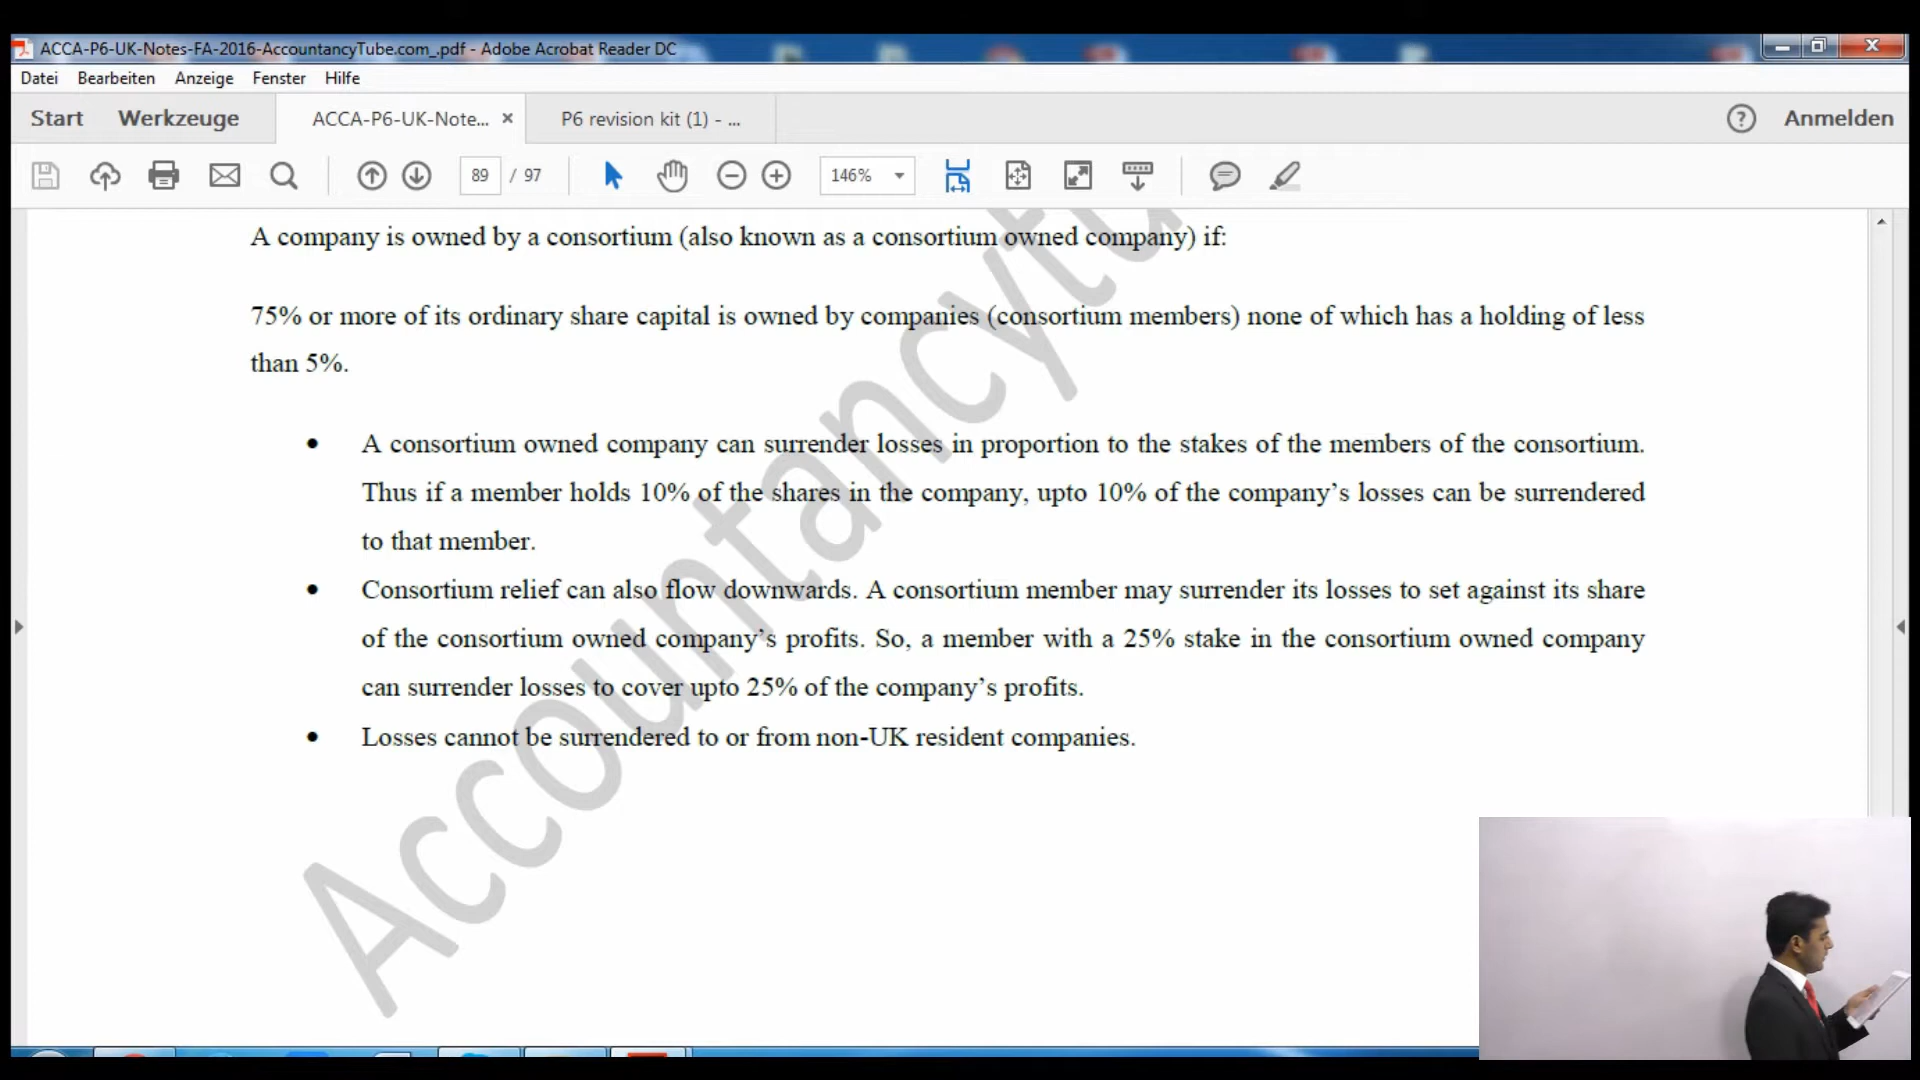 ACCA-P6-UK-Notes-FA-2016-AccountancyTube.com_.pdf - Adobe Acrobat Reader DC
Datei Bearbeiten Anzeige Fenster Hilfe
Start Werkzeuge ACCA-P6-UK-Note... P6 revision kit (1) - ... Anmelden
89 / 97 146%
A company is owned by a consortium (also known as a consortium owned company) if:
75% or more of its ordinary share capital is owned by companies (consortium members) none of which has a holding of less
than 5%.
• A consortium owned company can surrender losses in proportion to the stakes of the members of the consortium.
Thus if a member holds 10% of the shares in the company, upto 10% of the company's losses can be surrendered
to that member.
• Consortium relief can also flow downwards. A consortium member may surrender its losses to set against its share
of the consortium owned company's profits. So, a member with a 25% stake in the consortium owned company
can surrender losses to cover upto 25% of the company's profits.
• Losses cannot be surrendered to or from non-UK resident companies.
Accountancytu